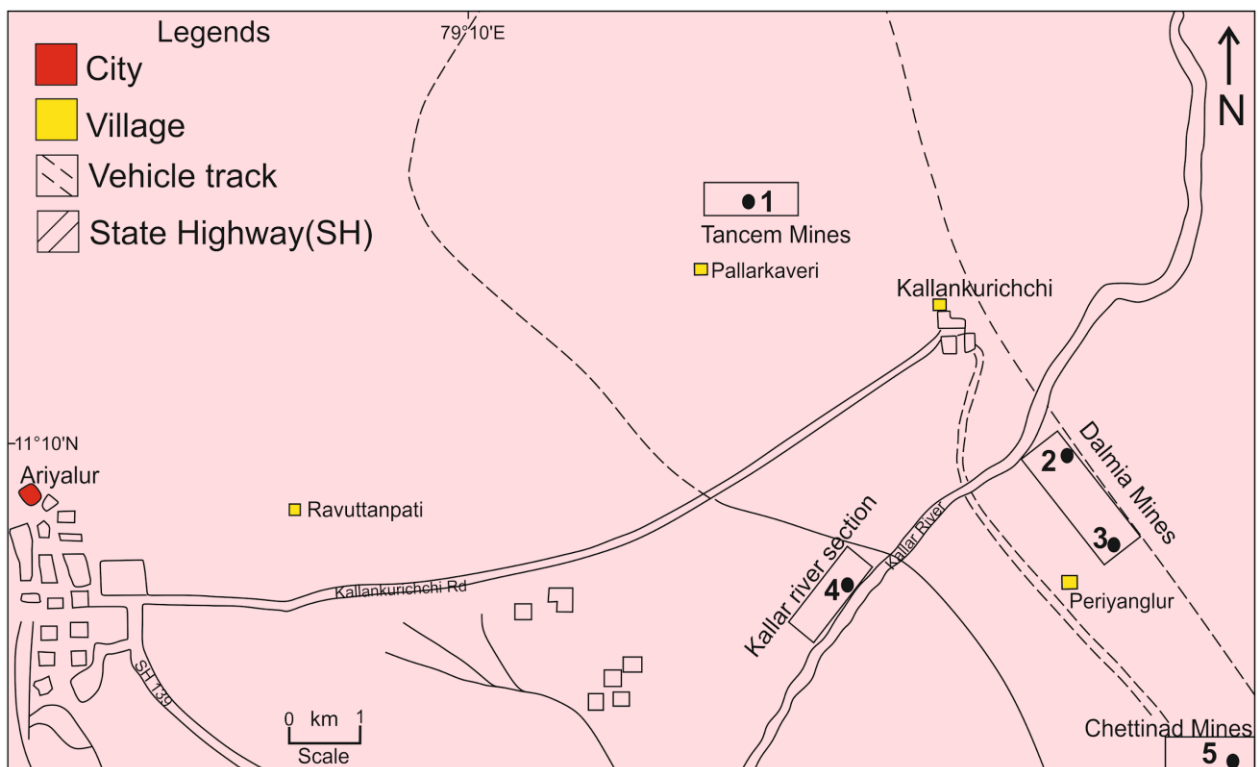 Legends
79°10'E
City
Village
Vehicle track
State Highway(SH)
N
1
Tancem Mines
Pallarkaveri
Kallankurichchi
11°10'N
Ariyalur
Ravuttanpati
2
Dalmia Mines
3
Kallar River
Kallar river section
4
Periyanglur
Kallankurichchi Rd
SH 139
0 km 1
Scale
Chettinad Mines
5